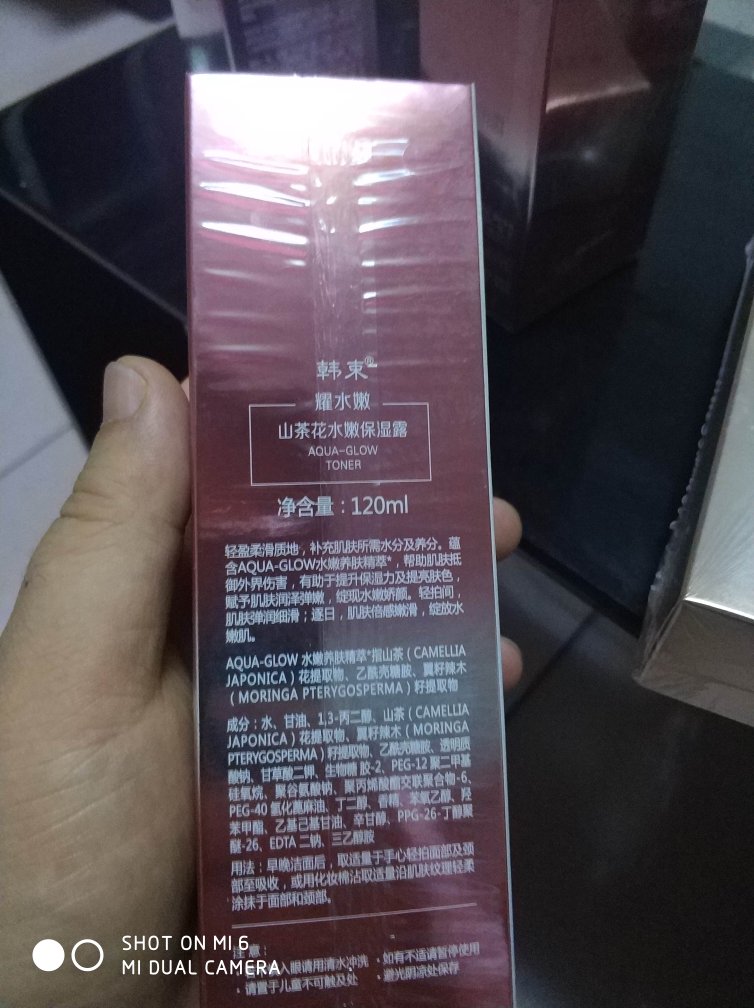 韩束®
耀水嫩
山茶花水嫩保湿露
AQUA-GLOW
TONER
净含量：120ml
轻盈柔滑质地，补充肌肤所需水分及养分。蕴
含AQUA-GLOW水嫩养肤精萃*，帮助肌肤抵
御外界伤害，有助于提升保湿力及提亮肤色，
赋予肌肤润泽弹嫩，绽现水嫩娇颜。轻拍间，
肌肤弹润细滑；逐日，肌肤倍感嫩滑，绽放水
嫩肌。
AQUA-GLOW 水嫩养肤精萃*指山茶（CAMELLIA
JAPONICA）花提取物、乙酰壳糖胺、翼籽辣木
（MORINGA PTERYGOSPERMA）籽提取物
成分：水、甘油、1,3-丙二醇、山茶（CAMELLIA
JAPONICA）花提取物、翼籽辣木（MORINGA
PTERYGOSPERMA）籽提取物、乙酰壳糖胺、透明质
酸钠、甘草酸二钾、生物糖胶-2、PEG-12 聚二甲基
硅氧烷、聚谷氨酸钠、聚丙烯酸酯交联聚合物-6、
PEG-40 氢化蓖麻油、丁二醇、香精、苯氧乙醇、羟
苯甲酯、乙基己基甘油、辛甘醇、PPG-26-丁醇聚
醚-26、EDTA 二钠、三乙醇胺
用法：早晚洁面后，取适量于手心轻拍面部及颈
部至吸收，或用化妆棉沾取适量沿肌肤纹理轻柔
涂抹于面部和颈部。
注意：
入眼请用清水冲洗 ·如有不适请暂停使用
·请置于儿童不可触及处 ·避光阴凉处保存
SHOT ON MI 6
MI DUAL CAMERA